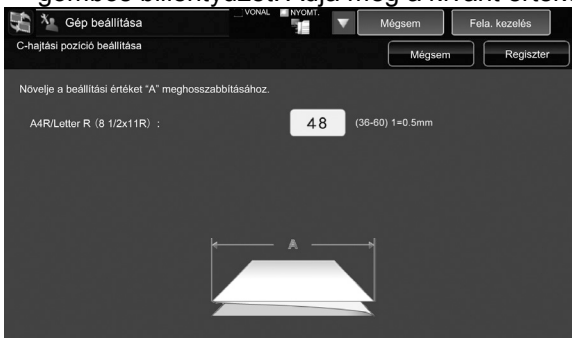 Gép beállítása
VONAL
NYOMT.
Mégsem
Fela. kezelés
C-hajtási pozíció beállítása
Mégsem
Regiszter
Növelje a beállítási értéket "A" meghosszabbításához.
A4R/Letter R (8 1/2x11R) :
48
(36-60) 1=0.5mm
A